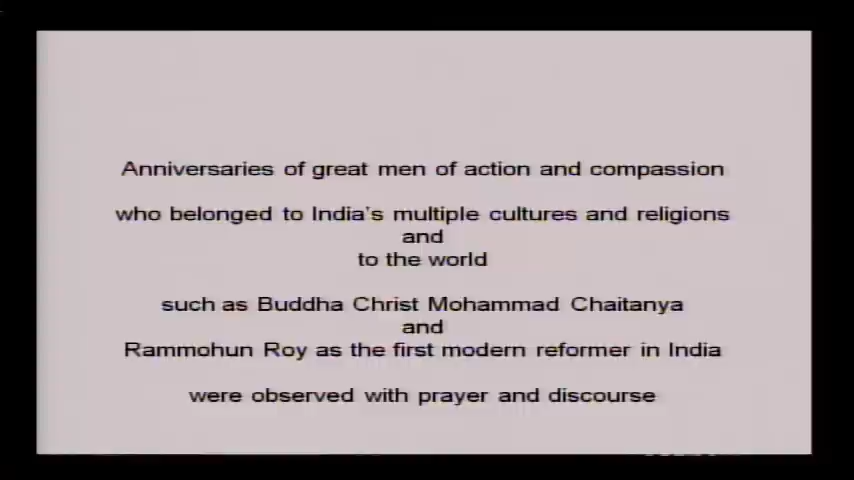 Anniversaries of great men of action and compassion
who belonged to India's multiple cultures and religions
and
to the world
such as Buddha Christ Mohammad Chaitanya
and
Rammohun Roy as the first modern reformer in India
were observed with prayer and discourse